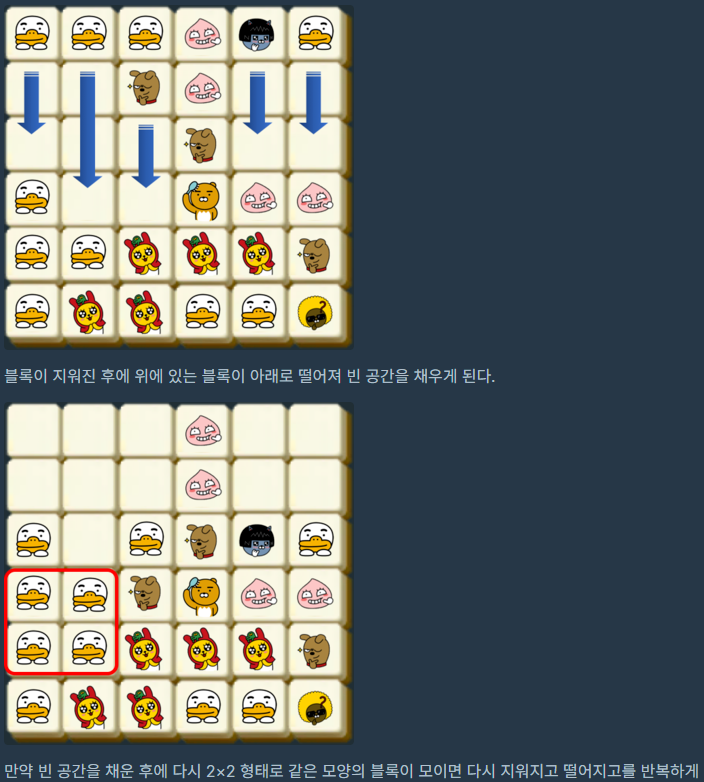 블록이 지워진 후에 위에 있는 블록이 아래로 떨어져 빈 공간을 채우게 된다.
만약 빈 공간을 채운 후에 다시 2×2 형태로 같은 모양의 블록이 모이면 다시 지워지고 떨어지고를 반복하게